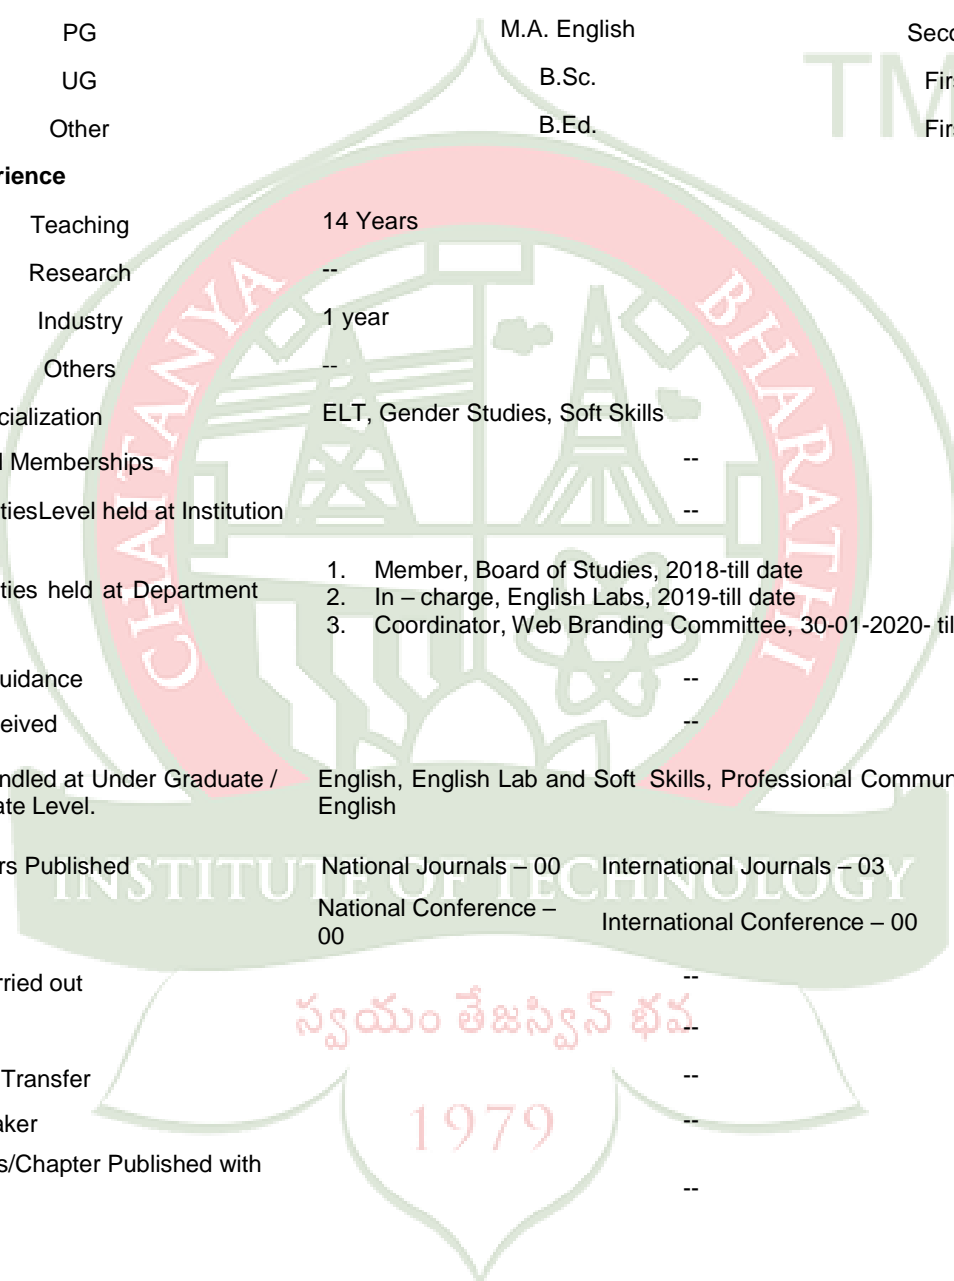 PG M.A. English Seco
TM
UG B.Sc. Firs
Other B.Ed. Firs
rience
Teaching 14 Years
Research --
Industry 1 year
Others --
cialization ELT, Gender Studies, Soft Skills
l Memberships --
tiesLevel held at Institution --
ties held at Department
1. Member, Board of Studies, 2018-till date
2. In – charge, English Labs, 2019-till date
3. Coordinator, Web Branding Committee, 30-01-2020- til
uidance --
eived --
ndled at Under Graduate / English, English Lab and Soft Skills, Professional Commun
ate Level. English
rs Published National Journals – 00 International Journals – 03
National Conference –
00 International Conference – 00
rried out --
--
Transfer --
aker --
s/Chapter Published with
--
CHAITANYA BHARATHI
INSTITUTE OF TECHNOLOGY
స్వయం తేజస్విన్ భవ
1979